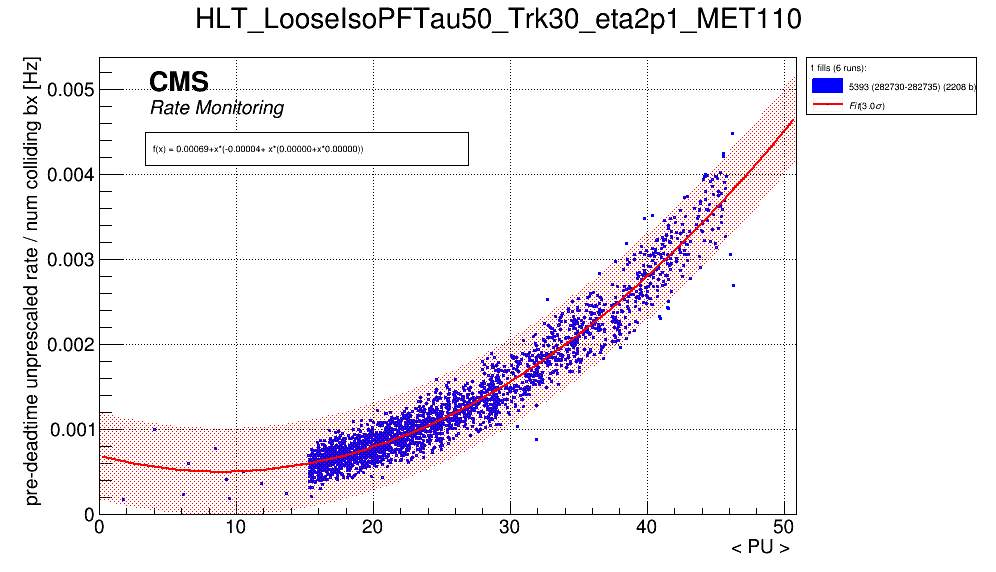 HLT_LooseIsoPFTau50_Trk30_eta2p1_MET110
pre-deadtime unprescaled rate / num colliding bx [Hz]
CMS
Rate Monitoring
f(x) = 0.00069+x*(-0.00004+ x*(0.00000+x*0.00000))
1 fills (6 runs):
5393 (282730-282735) (2208 b)
Fit(3.0σ)
0.005
0.004
0.003
0.002
0.001
0
0 10 20 30 40 50
< PU >